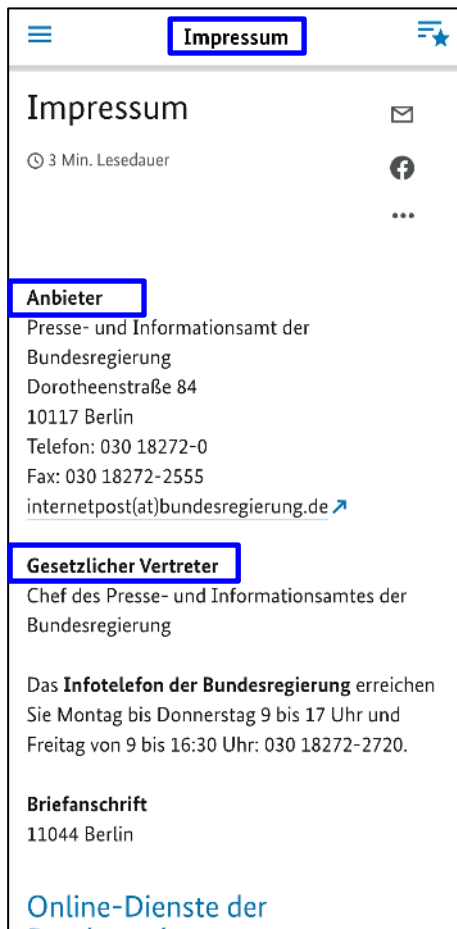 Impressum
Impressum
3 Min. Lesedauer
Anbieter
Presse- und Informationsamt der
Bundesregierung
Dorotheenstraße 84
10117 Berlin
Telefon: 030 18272-0
Fax: 030 18272-2555
internetpost(at)bundesregierung.de
Gesetzlicher Vertreter
Chef des Presse- und Informationsamtes der
Bundesregierung
Das Infotelefon der Bundesregierung erreichen
Sie Montag bis Donnerstag 9 bis 17 Uhr und
Freitag von 9 bis 16:30 Uhr: 030 18272-2720.
Briefanschrift
11044 Berlin
Online-Dienste der